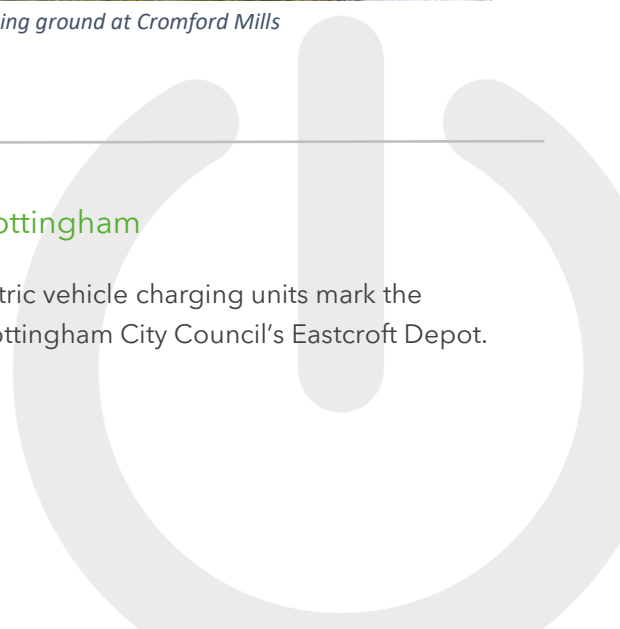 ing ground at Cromford Mills
ottingham
tric vehicle charging units mark the
ottingham City Council’s Eastcroft Depot.